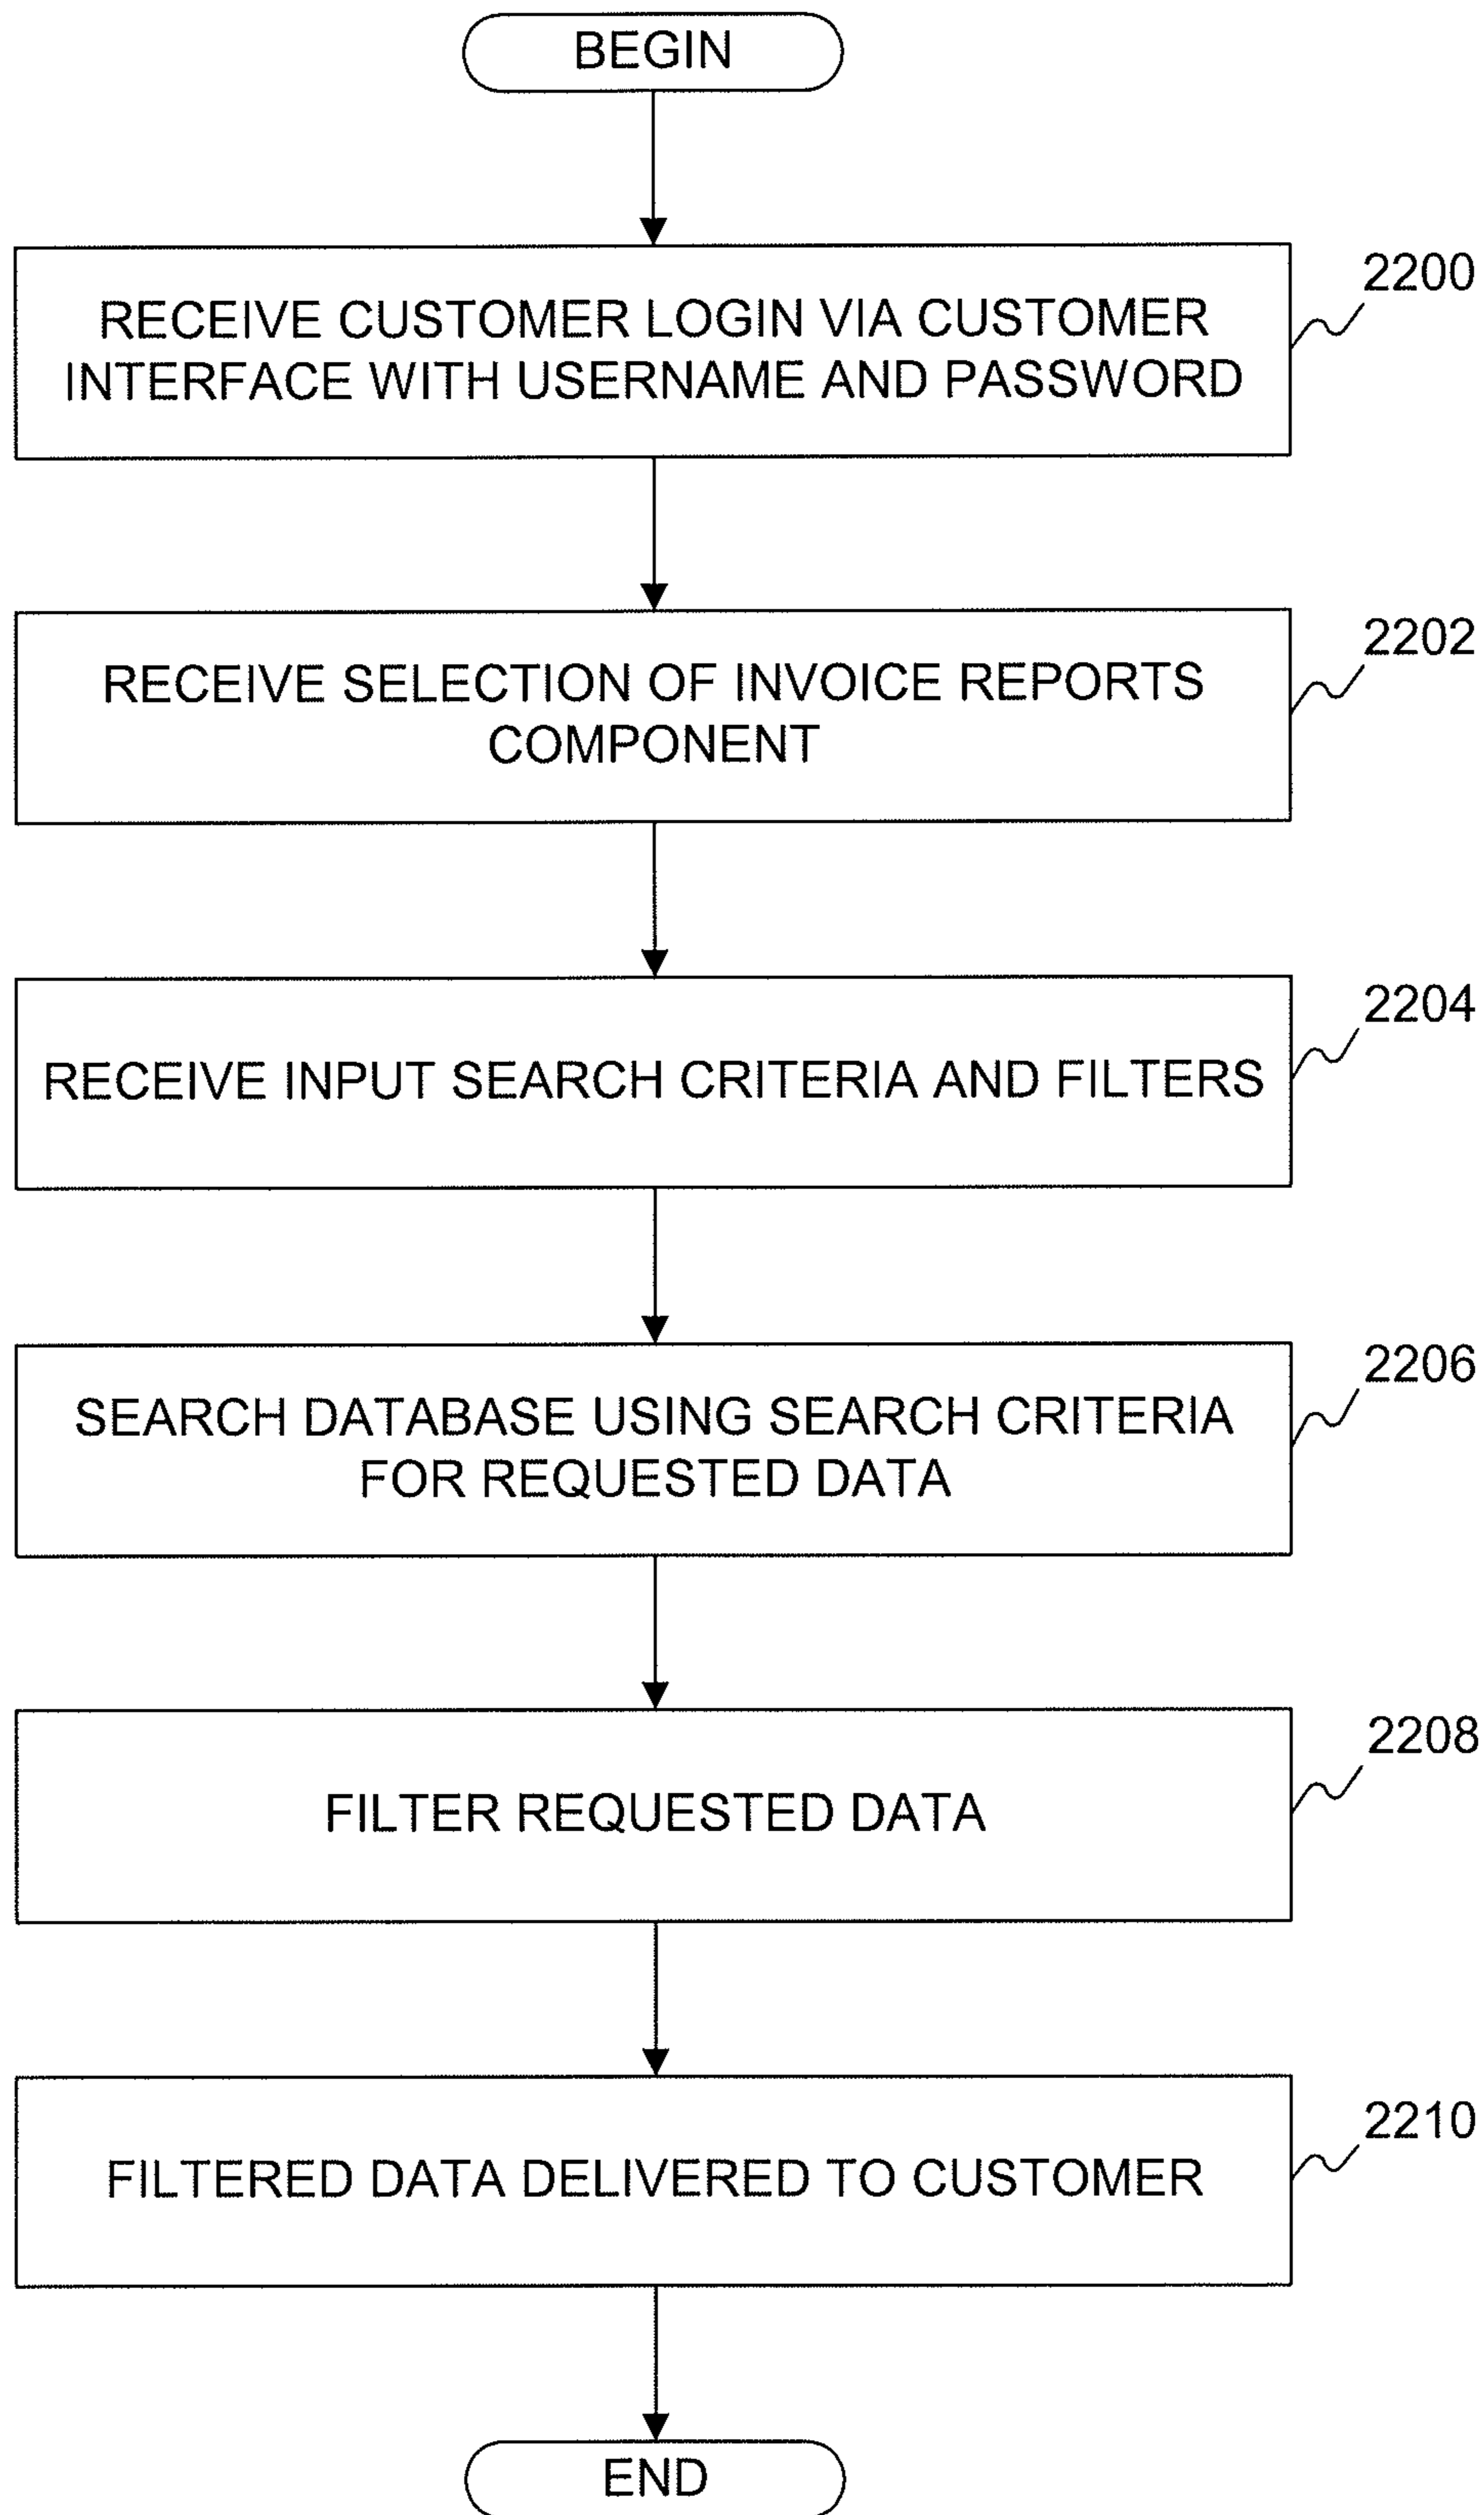 BEGIN
RECEIVE CUSTOMER LOGIN VIA CUSTOMER
INTERFACE WITH USERNAME AND PASSWORD
2200
RECEIVE SELECTION OF INVOICE REPORTS
COMPONENT
2202
RECEIVE INPUT SEARCH CRITERIA AND FILTERS
2204
SEARCH DATABASE USING SEARCH CRITERIA
FOR REQUESTED DATA
2206
FILTER REQUESTED DATA
2208
FILTERED DATA DELIVERED TO CUSTOMER
2210
END